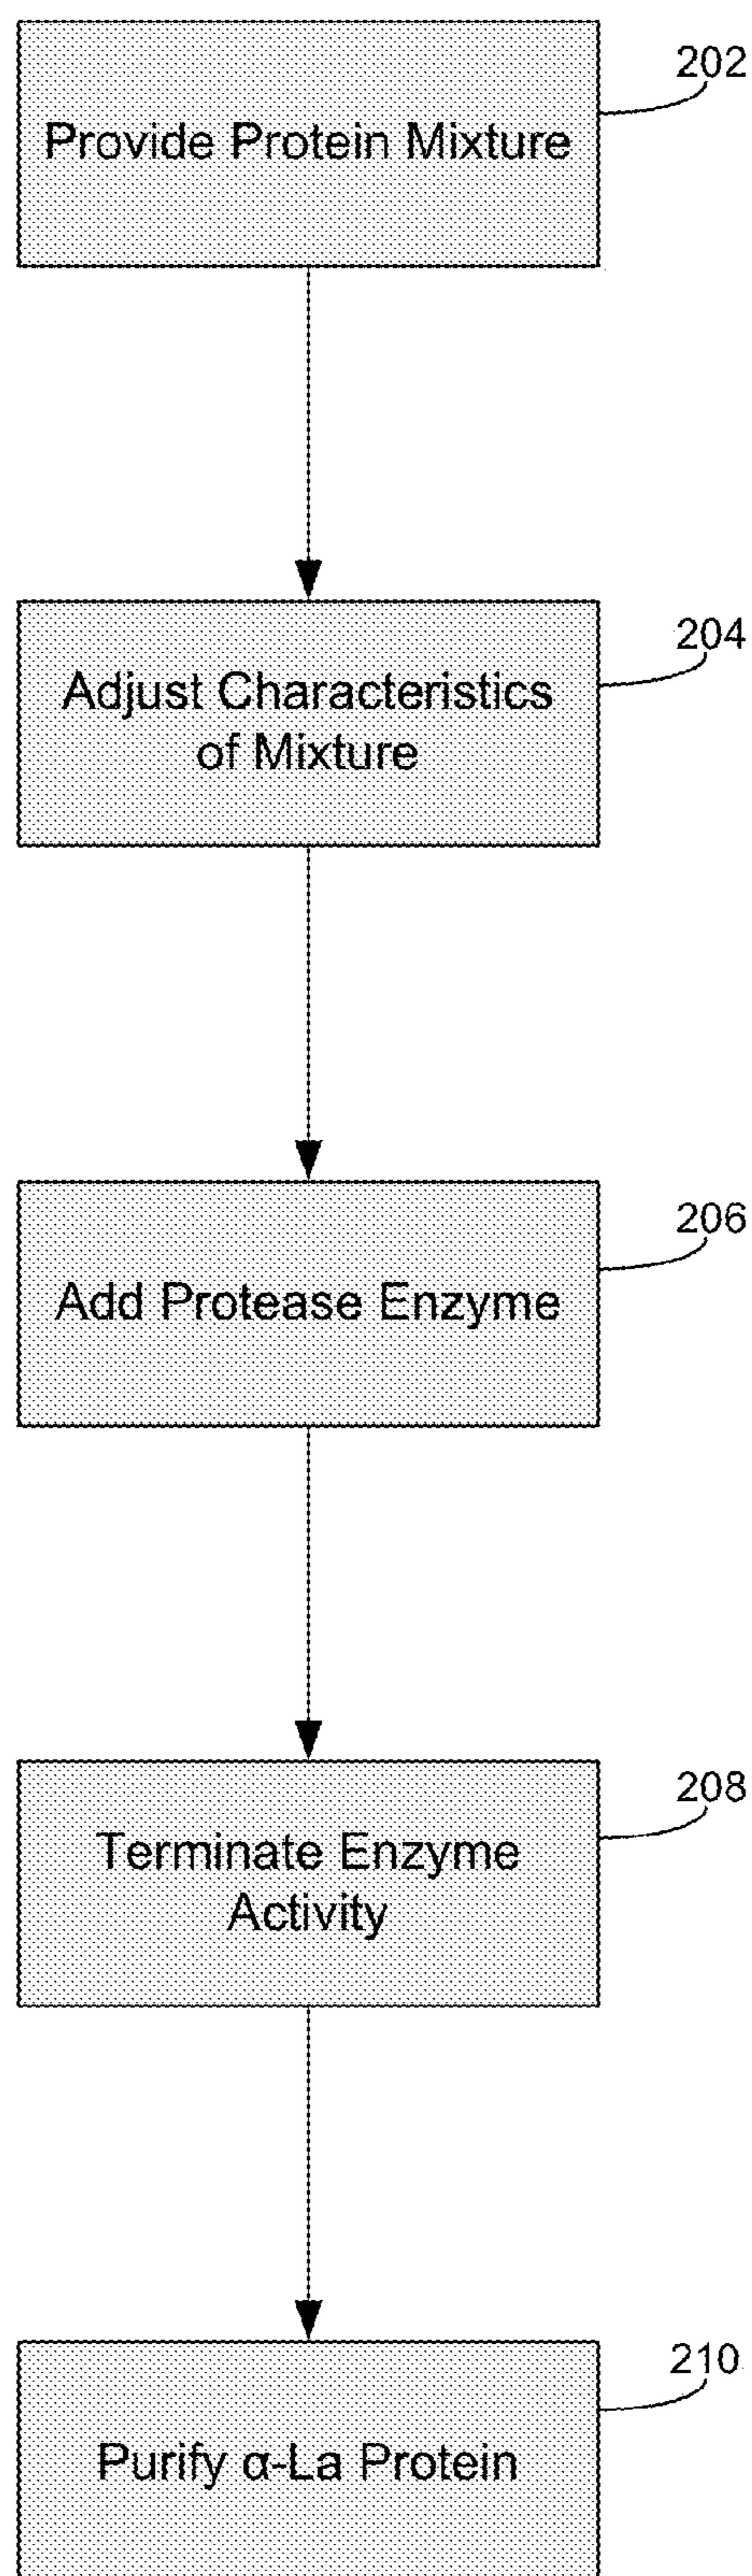 202
Provide Protein Mixture
204
Adjust Characteristics
of Mixture
206
Add Protease Enzyme
208
Terminate Enzyme
Activity
210
Purify α-La Protein